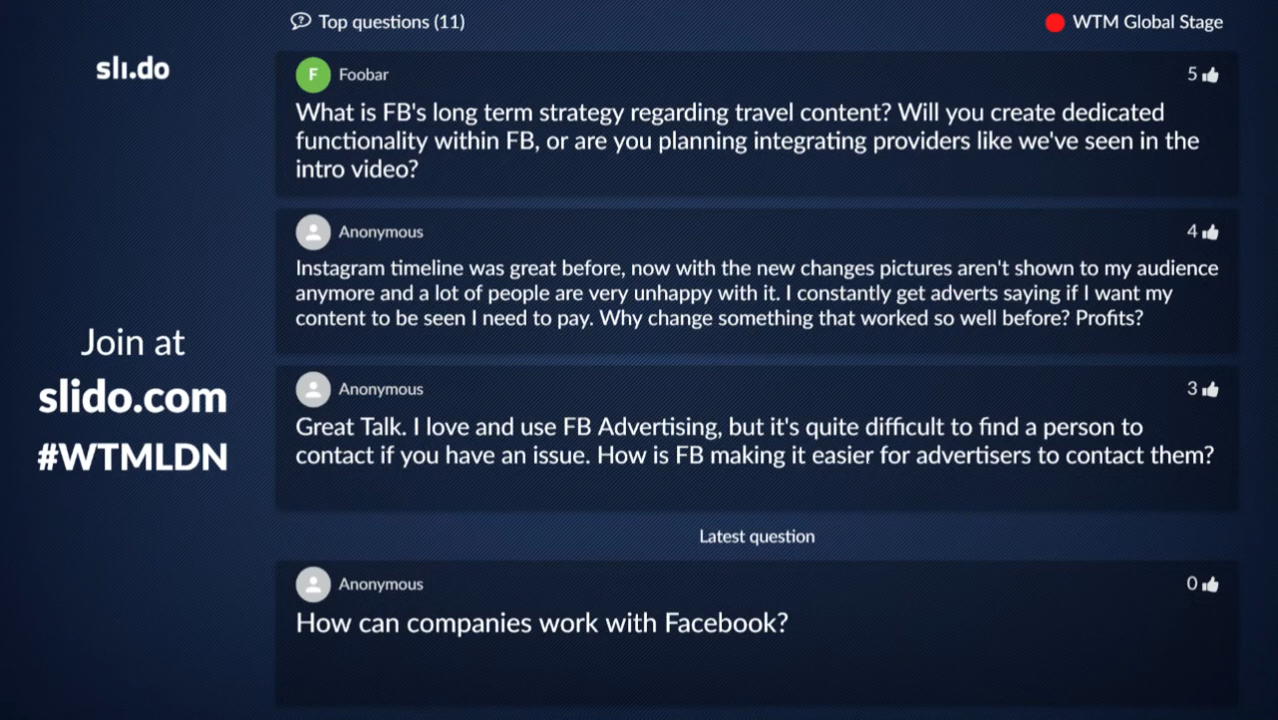 Top questions (11)
WTM Global Stage
sli.do
F
Foobar
5
What is FB's long term strategy regarding travel content? Will you create dedicated
functionality within FB, or are you planning integrating providers like we've seen in the
intro video?
Anonymous
4
Instagram timeline was great before, now with the new changes pictures aren't shown to my audience
anymore and a lot of people are very unhappy with it. I constantly get adverts saying if I want my
content to be seen I need to pay. Why change something that worked so well before? Profits?
Join at
slido.com
#WTMLDN
Anonymous
3
Great Talk. I love and use FB Advertising, but it's quite difficult to find a person to
contact if you have an issue. How is FB making it easier for advertisers to contact them?
Latest question
Anonymous
0
How can companies work with Facebook?